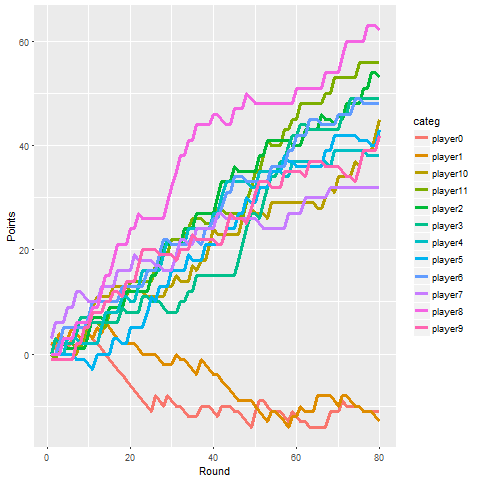 60
40
20
0
0
20
40
60
80
Points
Round
categ
player0
player1
player10
player11
player2
player3
player4
player5
player6
player7
player8
player9